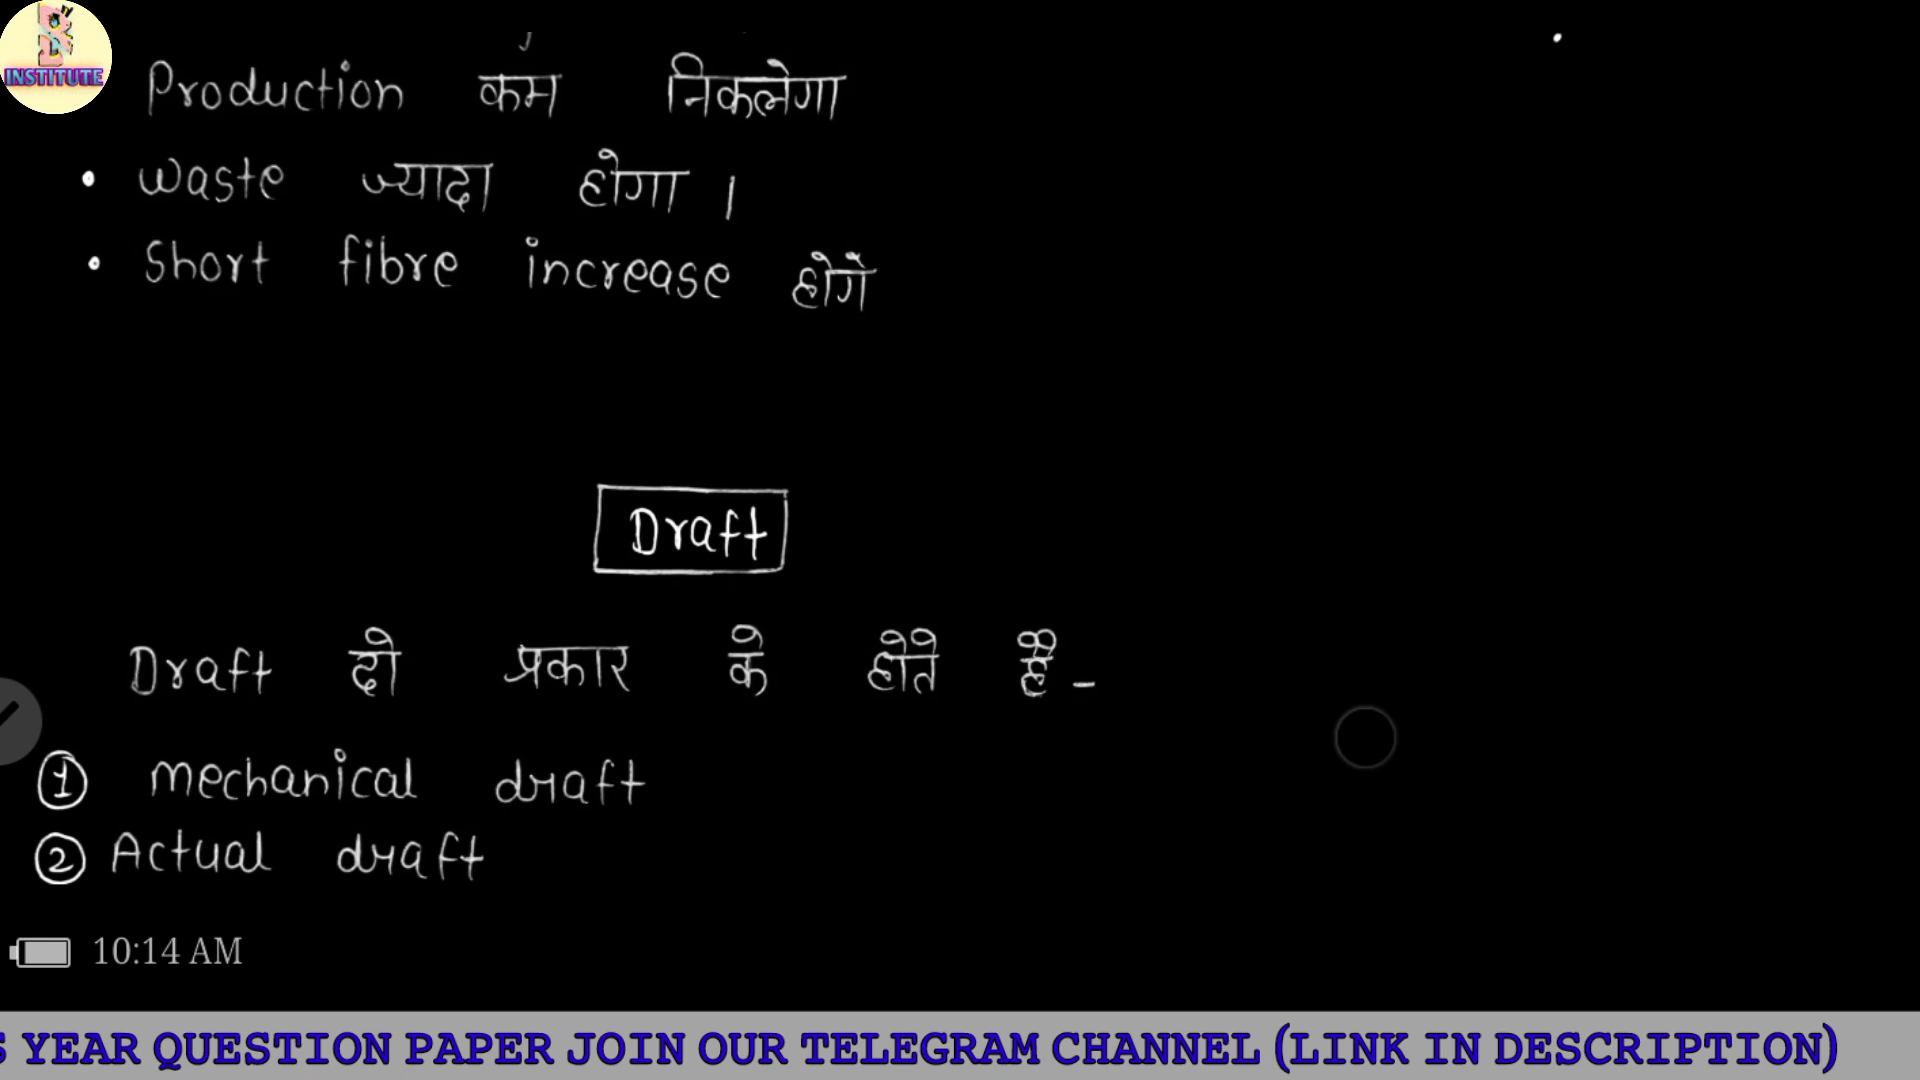 INSTITUTE
Production कम निकलेगा
• Waste ज्यादा होगा ।
• Short fibre increase होगें
Draft
Draft दो प्रकार के होते है -
① mechanical draft
② Actual draft
10:14 AM
YEAR QUESTION PAPER JOIN OUR TELEGRAM CHANNEL (LINK IN DESCRIPTION)